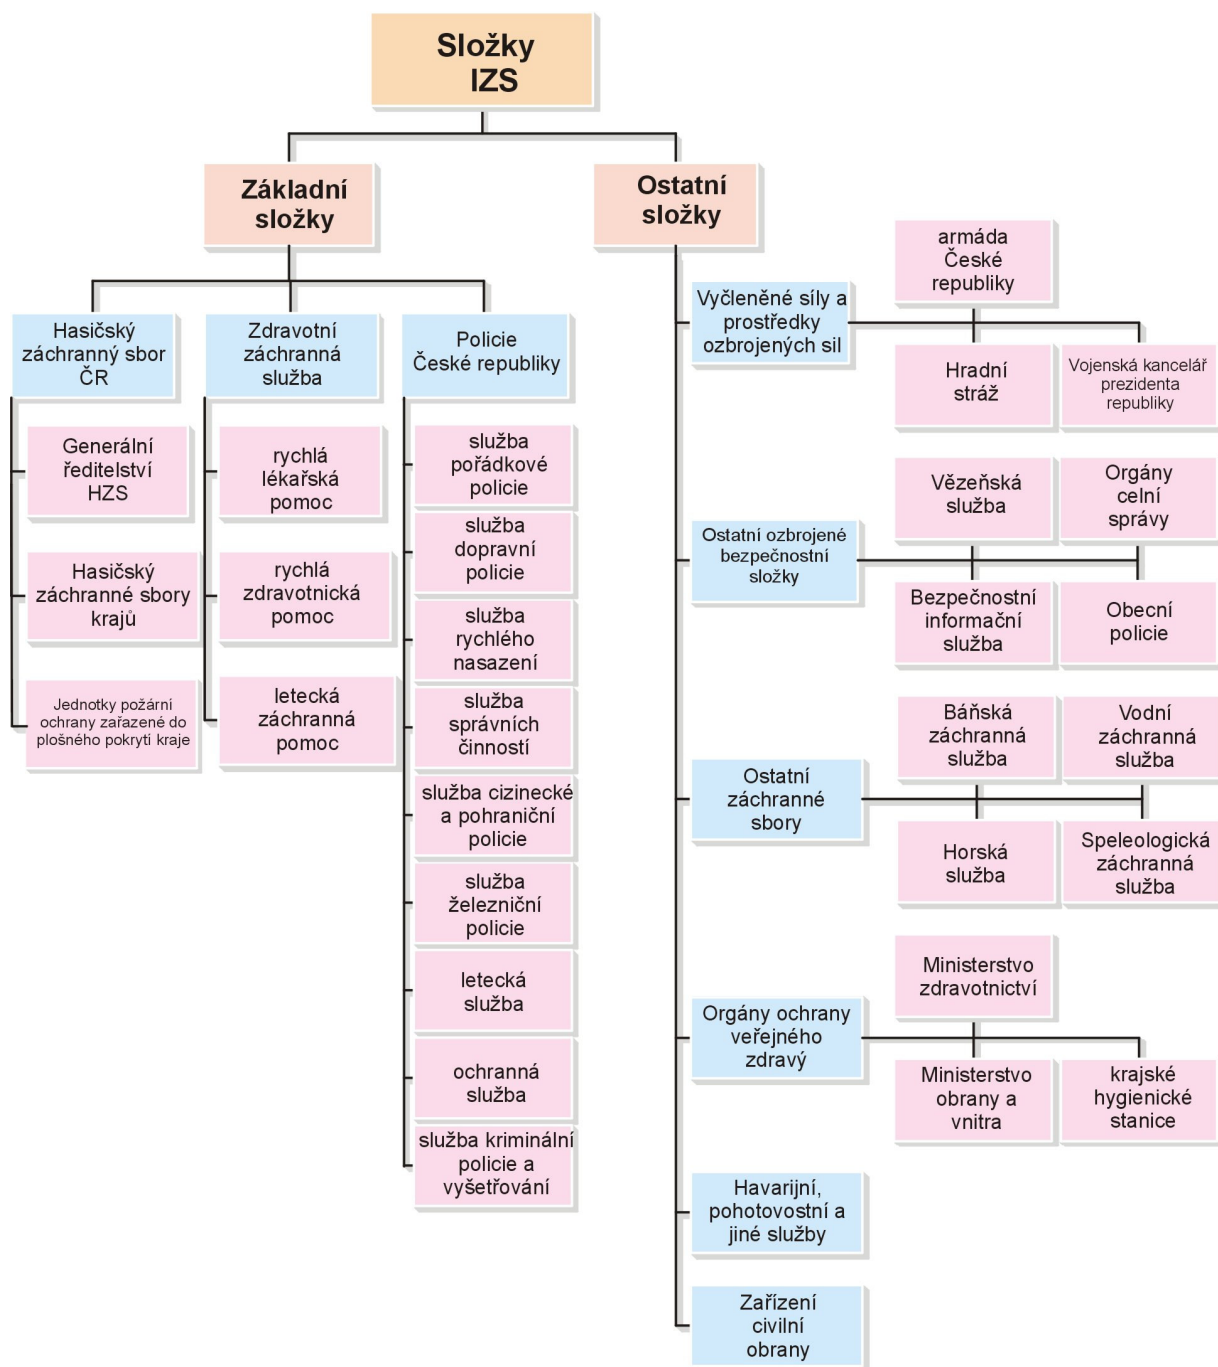 Složky
IZS
Základní
složky
Hasičský
záchranný sbor
ČR
Generální
ředitelství
HZS
Hasičský
záchranné sbory
krajů
Jednotky požární
ochrany zařazené do
plošného pokrytí kraje
Zdravotní
záchranná
služba
rychlá
lékařská
pomoc
rychlá
zdravotnická
pomoc
letecká
záchranná
pomoc
Policie
České republiky
služba
pořádkové
policie
služba
dopravní
policie
služba
rychlého
nasazení
služba
správních
činností
služba cizinecké
a pohraniční
policie
služba
železniční
policie
letecká
služba
ochranná
služba
služba kriminální
policie a
vyšetřování
Ostatní
složky
Vyčleněné síly a
prostředky
ozbrojených sil
armáda
České
republiky
Hradní
stráž
Vojenská kancelář
prezidenta
republiky
Ostatní ozbrojené
bezpečnostní
složky
Vězeňská
služba
Orgány
celní
správy
Bezpečnostní
informační
služba
Obecní
policie
Ostatní
záchranné
sbory
Báňská
záchranná
služba
Vodní
záchranná
služba
Horská
služba
Speleologická
záchranná
služba
Orgány ochrany
veřejného
zdravý
Ministerstvo
zdravotnictví
Ministerstvo
obrany a
vnitra
krajské
hygienické
stanice
Havarijní,
pohotovostní a
jiné služby
Zařízení
civilní
obrany